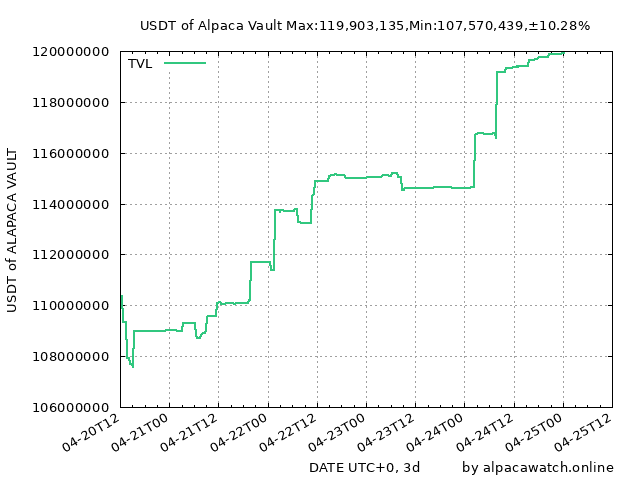 USDT of Alpaca Vault Max:119,903,135,Min:107,570,439,±10.28%
TVL
USDT of ALAPACA VAULT
120000000
118000000
116000000
114000000
112000000
110000000
108000000
106000000
04-20T12
04-21T00
04-21T12
04-22T00
04-22T12
04-23T00
04-23T12
04-24T00
04-24T12
04-25T00
04-25T12
DATE UTC+0, 3d
by alpacawatch.online